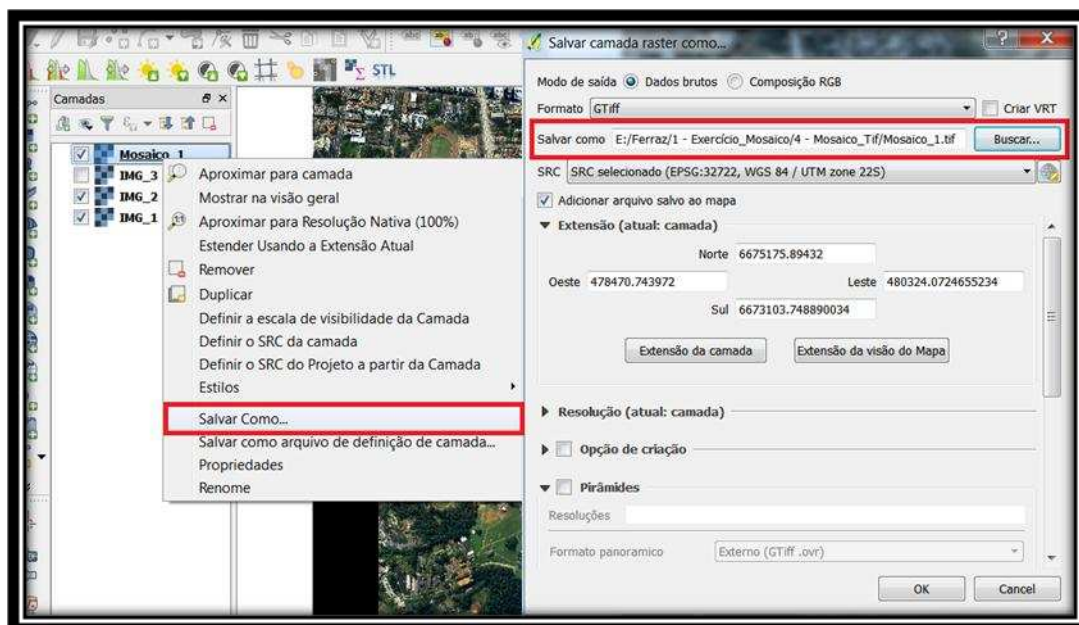 STL
Camadas
Mosaico_1
IMG_3
IMG_2
IMG_1
Aproximar para camada
Mostrar na visão geral
Aproximar para Resolução Nativa (100%)
Estender Usando a Extensão Atual
Remover
Duplicar
Definir a escala de visibilidade da Camada
Definir o SRC da camada
Definir o SRC do Projeto a partir da Camada
Estilos
Salvar Como...
Salvar como arquivo de definição de camada...
Propriedades
Renome
Salvar camada raster como...
Modo de saída Dados brutos Composição RGB
Formato GTiff Criar VRT
Salvar como E:/Ferraz/1 - Exercício_Mosaico/4 - Mosaico_Tif/Mosaico_1.tif Buscar...
SRC SRC selecionado (EPSG:32722, WGS 84 / UTM zone 22S)
Adicionar arquivo salvo ao mapa
Extensão (atual: camada)
Norte 6675175.89432
Oeste 478470.743972 Leste 480324.0724655234
Sul 6673103.748890034
Extensão da camada Extensão da visão do Mapa
Resolução (atual: camada)
Opção de criação
Pirâmides
Resoluções
Formato panoramico Externo (GTiff .ovr)
OK Cancel